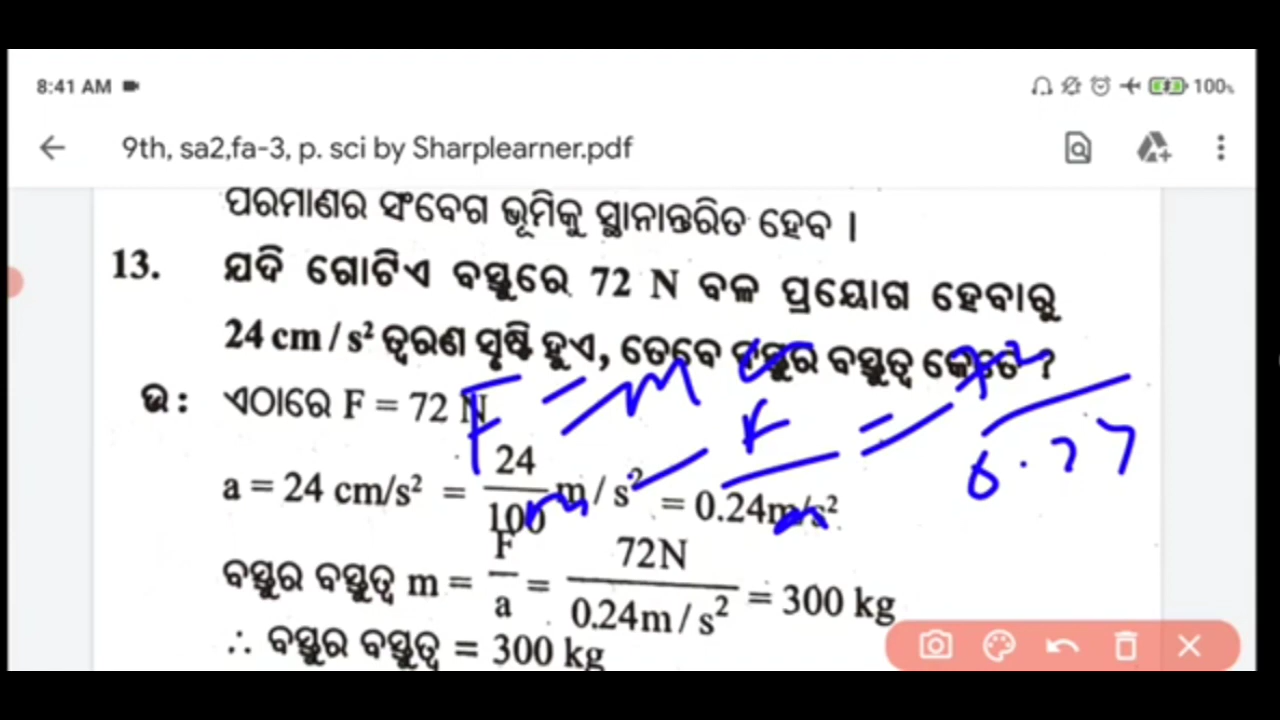 8:41 AM
100%
9th, sa2,fa-3, p. sci by Sharplearner.pdf
ପରମାଣର ସଂବେଗ ଭୂମିକୁ ସ୍ଥାନାନ୍ତରିତ ହେବ ।
13. ଯଦି ଗୋଟିଏ ବସ୍ତୁରେ 72 N ବଳ ପ୍ରୟୋଗ ହେବାରୁ
24 cm / s² ତ୍ୱରଣ ସୃଷ୍ଟି ହୁଏ, ତେବେ ବସ୍ତୁର ବସ୍ତୁତ୍ୱ କେତେ ?
ଉ : ଏଠାରେ F = 72 N
a = 24 cm/s² = 24/100 m / s² = 0.24m/s²
ବସ୍ତୁର ବସ୍ତୁତ୍ୱ m = F/a = 72N / 0.24m / s² = 300 kg
∴ ବସ୍ତୁର ବସ୍ତୁତ୍ୱ = 300 kg
F = m